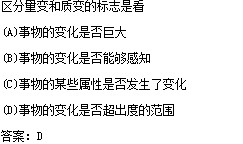 区分量变和质变的标志是看
(A)事物的变化是否巨大
(B)事物的变化是否能够感知
(C)事物的某些属性是否发生了变化
(D)事物的变化是否超出度的范围
答案: D